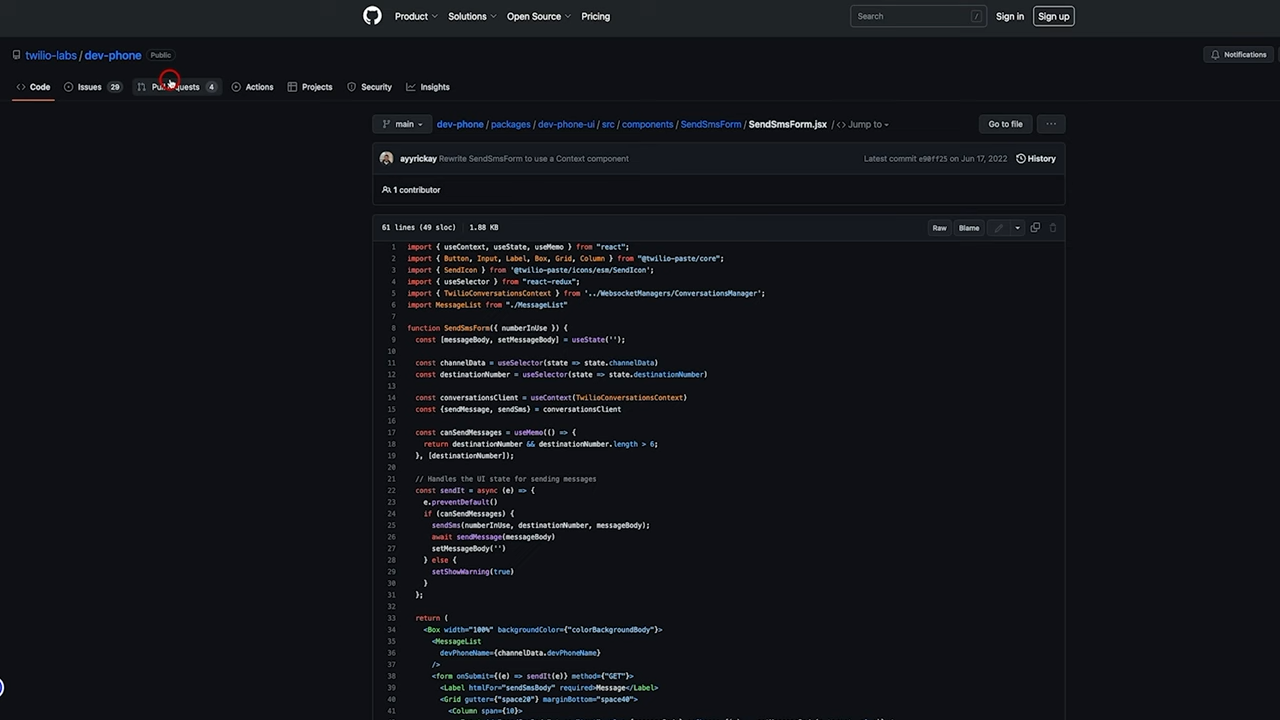 Product Solutions Open Source Pricing Search / Sign in Sign up
twilio-labs / dev-phone Public Notifications
Code Issues 29 Pull requests 4 Actions Projects Security Insights
main dev-phone / packages / dev-phone-ui / src / components / SendSmsForm / SendSmsForm.jsx / <> Jump to Go to file ...
ayyrickay Rewrite SendSmsForm to use a Context component Latest commit e90ff25 on Jun 17, 2022 History
1 contributor
61 lines (49 sloc) 1.88 KB Raw Blame
1 import { useContext, useState, useMemo } from "react";
2 import { Button, Input, Label, Box, Grid, Column } from "@twilio-paste/core";
3 import { SendIcon } from '@twilio-paste/icons/esm/SendIcon';
4 import { useSelector } from "react-redux";
5 import { TwilioConversationsContext } from '../WebsocketManagers/ConversationsManager';
6 import MessageList from "./MessageList"
7
8 function SendSmsForm({ numberInUse }) {
9 const [messageBody, setMessageBody] = useState('');
10
11 const channelData = useSelector(state => state.channelData)
12 const destinationNumber = useSelector(state => state.destinationNumber)
13
14 const conversationsClient = useContext(TwilioConversationsContext)
15 const {sendMessage, sendSms} = conversationsClient
16
17 const canSendMessages = useMemo(() => {
18 return destinationNumber && destinationNumber.length > 6;
19 }, [destinationNumber]);
20
21 // Handles the UI state for sending messages
22 const sendIt = async (e) => {
23 e.preventDefault()
24 if (canSendMessages) {
25 sendSms(numberInUse, destinationNumber, messageBody);
26 await sendMessage(messageBody)
27 setMessageBody('')
28 } else {
29 setShowWarning(true)
30 }
31 };
32
33 return (
34 <Box width="100%" backgroundColor={"colorBackgroundBody"}>
35 <MessageList
36 devPhoneName={channelData.devPhoneName}
37 />
38 <form onSubmit={(e) => sendIt(e)} method={"GET"}>
39 <Label htmlFor="sendSmsBody" required>Message</Label>
40 <Grid gutter={"space20"} marginBottom="space40">
41 <Column span={10}>